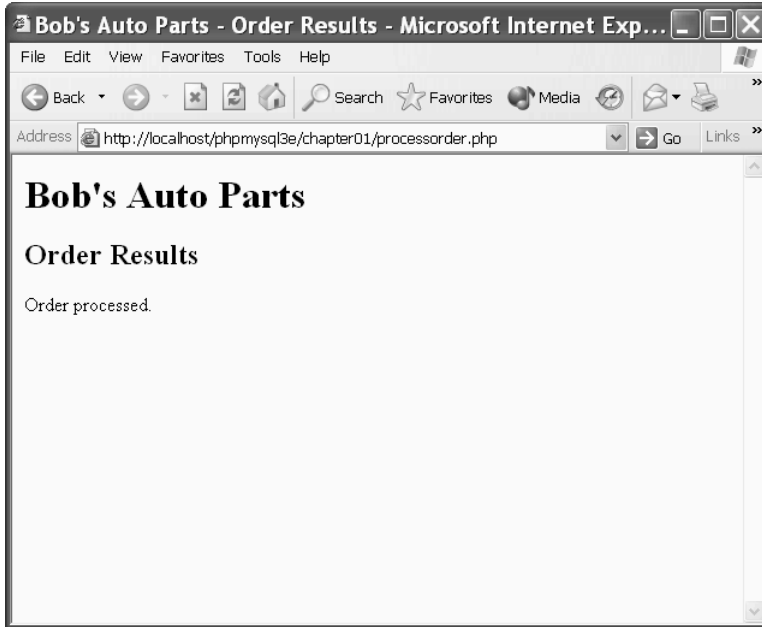 Bob's Auto Parts - Order Results - Microsoft Internet Exp...
File Edit View Favorites Tools Help
Back Search Favorites Media »
Address http://localhost/phpmysql3e/chapter01/processorder.php Go Links »
Bob's Auto Parts
Order Results
Order processed.